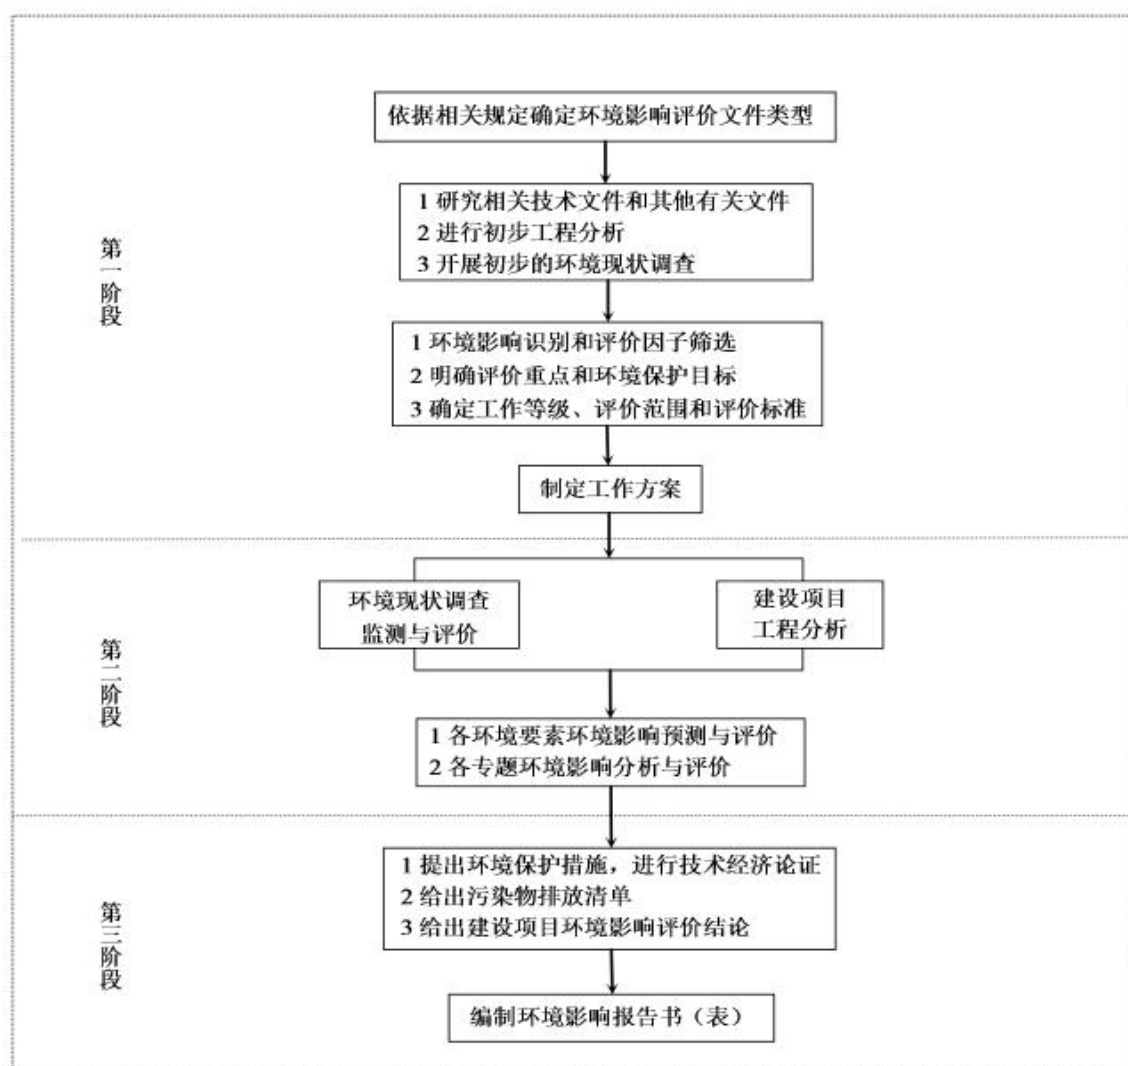 依据相关规定确定环境影响评价文件类型
第一阶段
1 研究相关技术文件和其他有关文件
2 进行初步工程分析
3 开展初步的环境现状调查
1 环境影响识别和评价因子筛选
2 明确评价重点和环境保护目标
3 确定工作等级、评价范围和评价标准
制定工作方案
第二阶段
环境现状调查
监测与评价
建设项目
工程分析
1 各环境要素环境影响预测与评价
2 各专题环境影响分析与评价
第三阶段
1 提出环境保护措施，进行技术经济论证
2 给出污染物排放清单
3 给出建设项目环境影响评价结论
编制环境影响报告书（表）